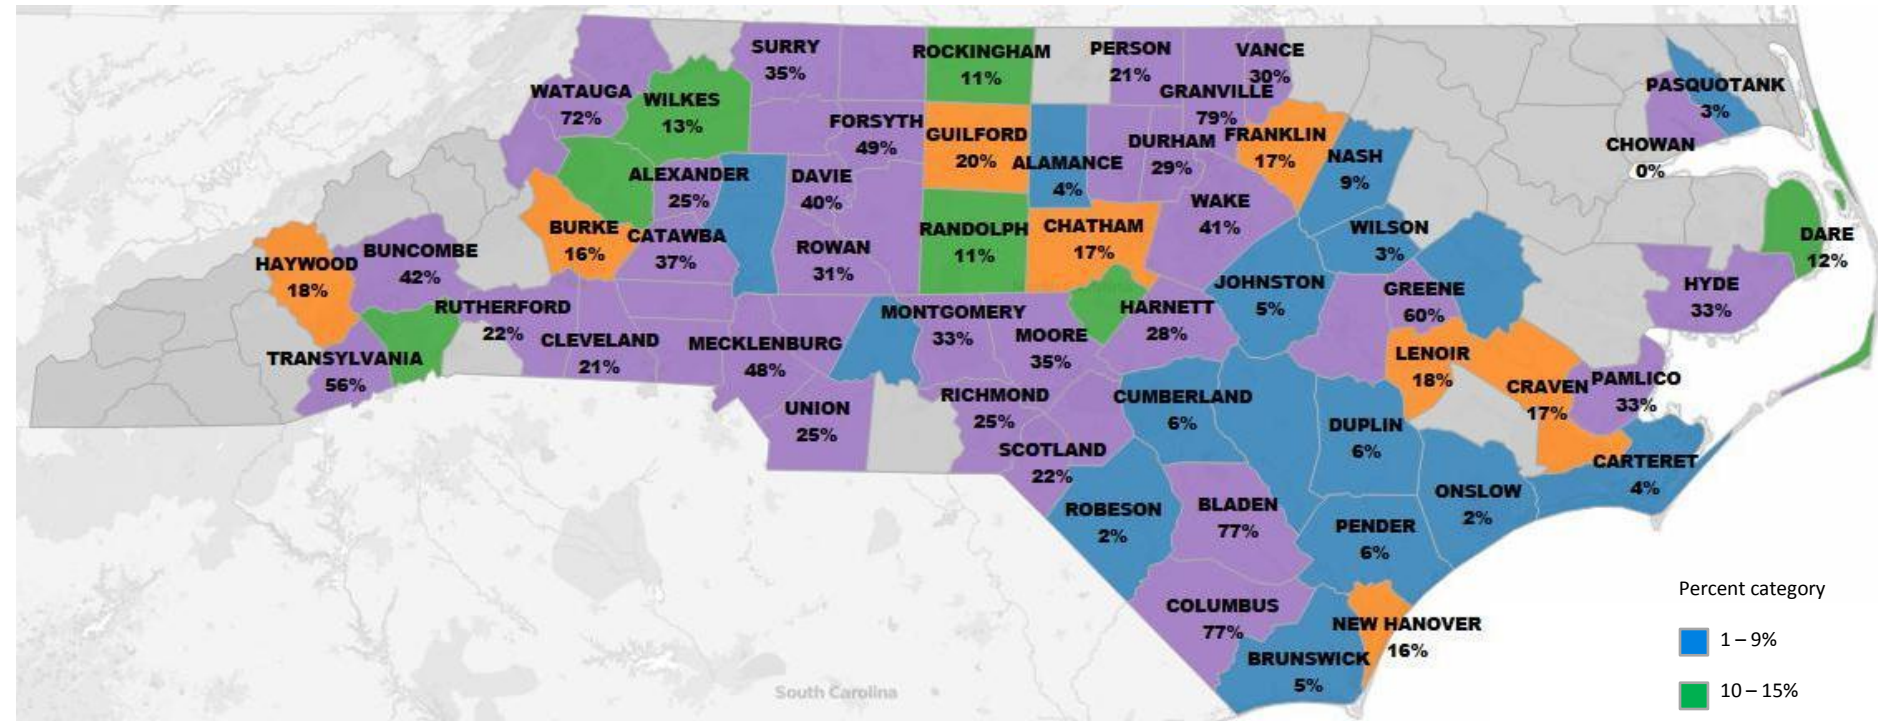 SURRY
35%
ROCKINGHAM
11%
PERSON
21%
VANCE
30%
GRANVILLE
79%
WATAUGA
72%
WILKES
13%
FORSYTH
49%
GUILFORD
20%
ALAMANCE
4%
DURHAM
29%
FRANKLIN
17%
NASH
9%
PASQUOTANK
3%
CHOWAN
0%
ALEXANDER
25%
DAVIE
40%
WAKE
41%
BURKE
16%
CATAWBA
37%
ROWAN
31%
RANDOLPH
11%
CHATHAM
17%
WILSON
3%
DARE
12%
HAYWOOD
18%
BUNCOMBE
42%
JOHNSTON
5%
GREENE
60%
HYDE
33%
RUTHERFORD
22%
CLEVELAND
21%
MECKLENBURG
48%
MONTGOMERY
33%
MOORE
35%
HARNETT
28%
TRANSYLVANIA
56%
LENOIR
18%
CRAVEN
17%
PAMLICO
33%
UNION
25%
RICHMOND
25%
CUMBERLAND
6%
DUPLIN
6%
SCOTLAND
22%
CARTERET
4%
ROBESON
2%
BLADEN
77%
ONSLOW
2%
PENDER
6%
COLUMBUS
77%
NEW HANOVER
16%
BRUNSWICK
5%
South Carolina
Percent category
1 – 9%
10 – 15%